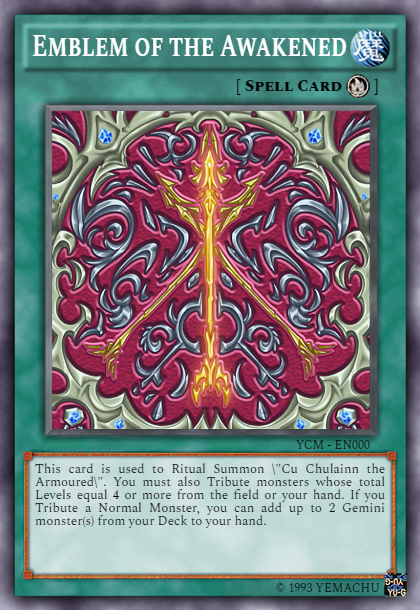 EMBLEM OF THE AWAKENED 魔
[ SPELL CARD ]
YCM - EN000
This card is used to Ritual Summon \"Cu Chulainn the
Armoured\". You must also Tribute monsters whose total
Levels equal 4 or more from the field or your hand. If you
Tribute a Normal Monster, you can add up to 2 Gemini
monster(s) from your Deck to your hand.
© 1993 YEMACHU